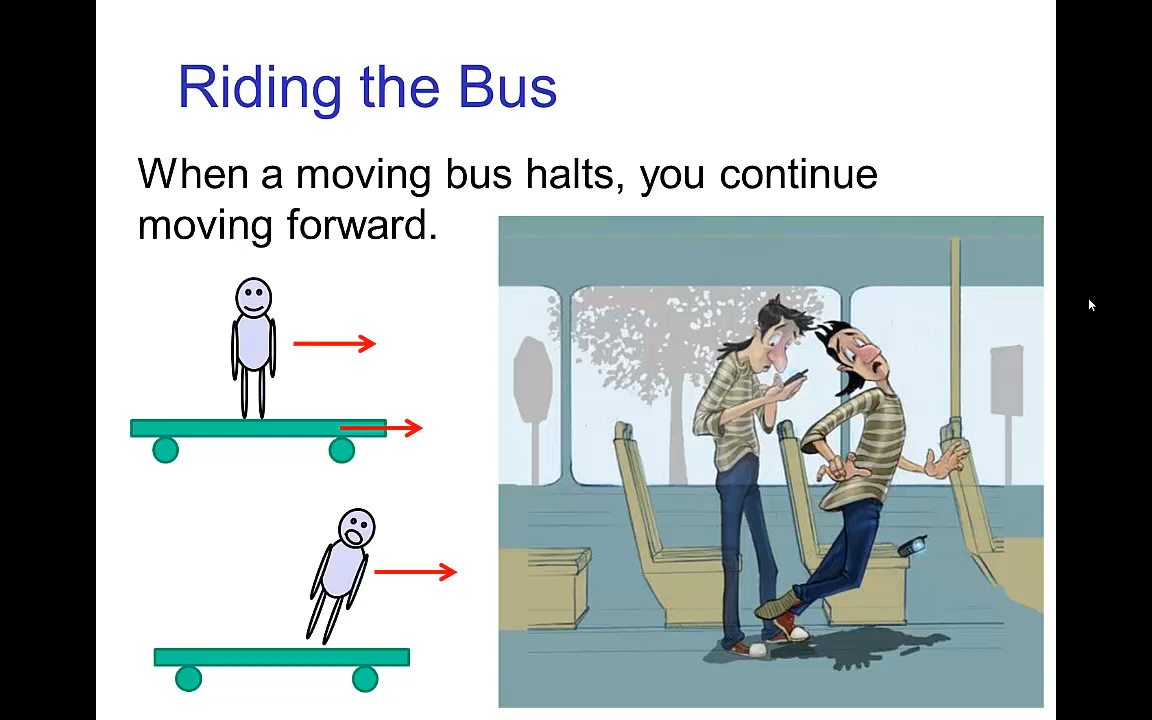 Riding the Bus
When a moving bus halts, you continue
moving forward.